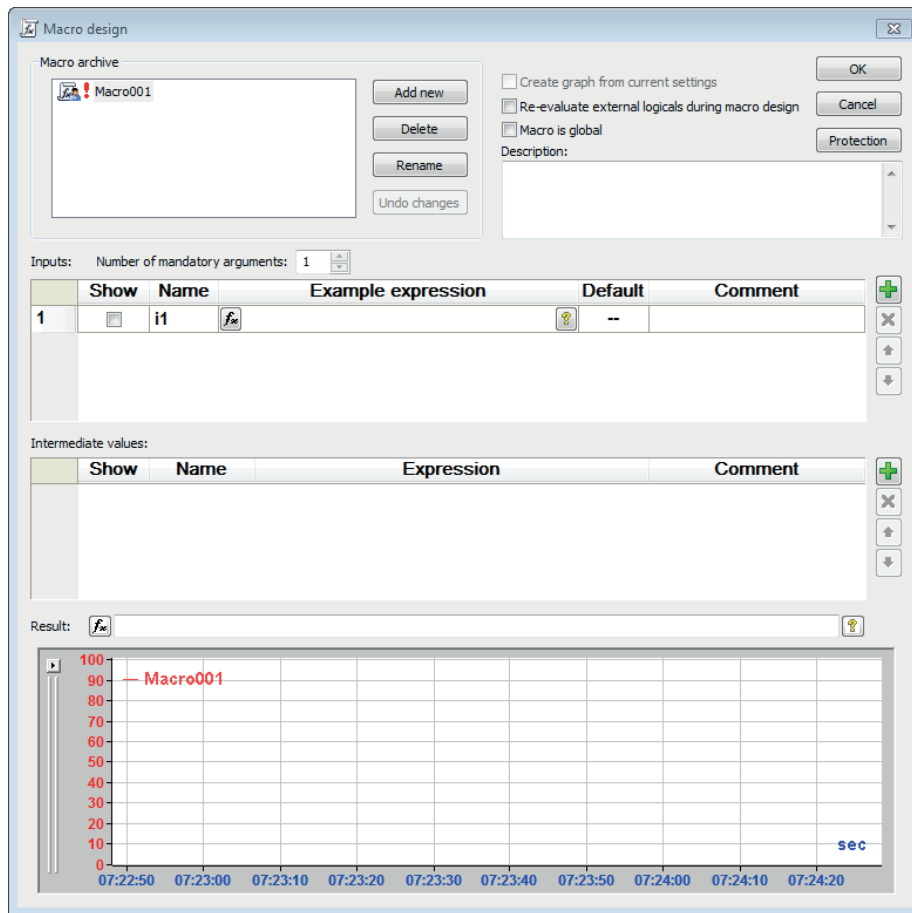 Macro design
Macro archive
Macro001
Add new
Delete
Rename
Undo changes
Create graph from current settings
Re-evaluate external logicals during macro design
Macro is global
Description:
OK
Cancel
Protection
Inputs: Number of mandatory arguments: 1
Show Name Example expression Default Comment
1 i1 fx ? --
Intermediate values:
Show Name Expression Comment
Result: fx ?
Macro001
100
90
80
70
60
50
40
30
20
10
0
sec
07:22:50 07:23:00 07:23:10 07:23:20 07:23:30 07:23:40 07:23:50 07:24:00 07:24:10 07:24:20